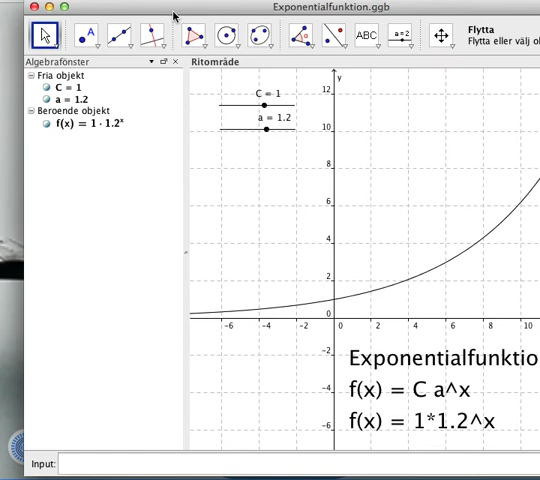 Exponentialfunktion.ggb
A
ABC
a=2
Flytta
Flytta eller välj o
Algebrafönster
Ritområde
Fria objekt
C = 1
a = 1.2
Beroende objekt
f(x) = 1 · 1.2ˣ
y
C = 1
a = 1.2
12
10
8
6
4
2
0
-6 -4 -2 0 2 4 6 8 10
-2
-4
-6
Exponentialfunktio
f(x) = C a^x
f(x) = 1*1.2^x
Input: